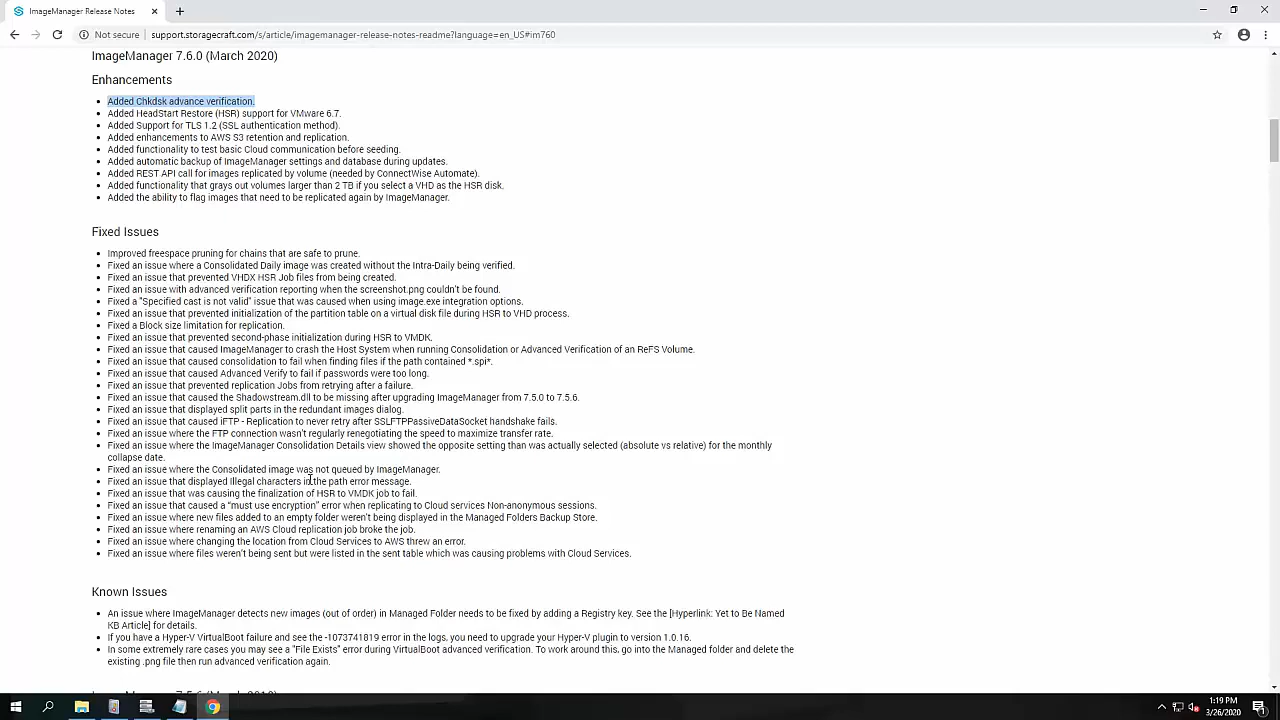 ImageManager Release Notes
Not secure | support.storagecraft.com/s/article/imagemanager-release-notes-readme?language=en_US#im760
ImageManager 7.6.0 (March 2020)
Enhancements
• Added Chkdsk advance verification.
• Added HeadStart Restore (HSR) support for VMware 6.7.
• Added Support for TLS 1.2 (SSL authentication method).
• Added enhancements to AWS S3 retention and replication.
• Added functionality to test basic Cloud communication before seeding.
• Added automatic backup of ImageManager settings and database during updates.
• Added REST API call for images replicated by volume (needed by ConnectWise Automate).
• Added functionality that grays out volumes larger than 2 TB if you select a VHD as the HSR disk.
• Added the ability to flag images that need to be replicated again by ImageManager.
Fixed Issues
• Improved freespace pruning for chains that are safe to prune.
• Fixed an issue where a Consolidated Daily image was created without the Intra-Daily being verified.
• Fixed an issue that prevented VHDX HSR Job files from being created.
• Fixed an issue with advanced verification reporting when the screenshot.png couldn't be found.
• Fixed a "Specified cast is not valid" issue that was caused when using image.exe integration options.
• Fixed an issue that prevented initialization of the partition table on a virtual disk file during HSR to VHD process.
• Fixed a Block size limitation for replication.
• Fixed an issue that prevented second-phase initialization during HSR to VMDK.
• Fixed an issue that caused ImageManager to crash the Host System when running Consolidation or Advanced Verification of an ReFS Volume.
• Fixed an issue that caused consolidation to fail when finding files if the path contained *.spi*.
• Fixed an issue that caused Advanced Verify to fail if passwords were too long.
• Fixed an issue that prevented replication Jobs from retrying after a failure.
• Fixed an issue that caused the Shadowstream.dll to be missing after upgrading ImageManager from 7.5.0 to 7.5.6.
• Fixed an issue that displayed split parts in the redundant images dialog.
• Fixed an issue that caused iFTP - Replication to never retry after SSLFTPPassiveDataSocket handshake fails.
• Fixed an issue where the FTP connection wasn't regularly renegotiating the speed to maximize transfer rate.
• Fixed an issue where the ImageManager Consolidation Details view showed the opposite setting than was actually selected (absolute vs relative) for the monthly
collapse date.
• Fixed an issue where the Consolidated image was not queued by ImageManager.
• Fixed an issue that displayed Illegal characters in the path error message.
• Fixed an issue that was causing the finalization of HSR to VMDK job to fail.
• Fixed an issue that caused a “must use encryption” error when replicating to Cloud services Non-anonymous sessions.
• Fixed an issue where new files added to an empty folder weren't being displayed in the Managed Folders Backup Store.
• Fixed an issue where renaming an AWS Cloud replication job broke the job.
• Fixed an issue where changing the location from Cloud Services to AWS threw an error.
• Fixed an issue where files weren't being sent but were listed in the sent table which was causing problems with Cloud Services.
Known Issues
• An issue where ImageManager detects new images (out of order) in Managed Folder needs to be fixed by adding a Registry key. See the [Hyperlink: Yet to Be Named
KB Article] for details.
• If you have a Hyper-V VirtualBoot failure and see the -1073741819 error in the logs, you need to upgrade your Hyper-V plugin to version 1.0.16.
• In some extremely rare cases you may see a "File Exists" error during VirtualBoot advanced verification. To work around this, go into the Managed folder and delete the
existing .png file then run advanced verification again.
1:19 PM
3/26/2020